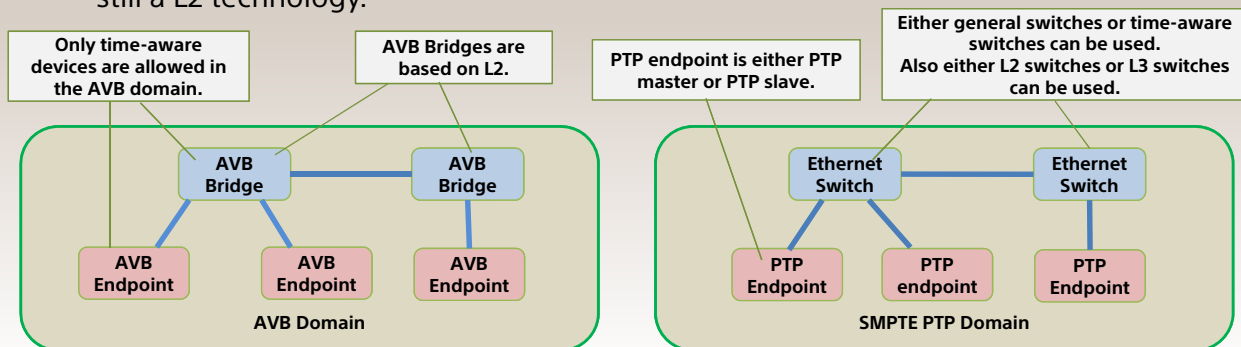 still a L2 technology.
Only time-aware
devices are allowed in
the AVB domain.
AVB Bridges are
based on L2.
PTP endpoint is either PTP
master or PTP slave.
Either general switches or time-aware
switches can be used.
Also either L2 switches or L3 switches
can be used.
AVB
Bridge
AVB
Bridge
AVB
Endpoint
AVB
Endpoint
AVB
Endpoint
AVB Domain
Ethernet
Switch
Ethernet
Switch
PTP
Endpoint
PTP
endpoint
PTP
Endpoint
SMPTE PTP Domain